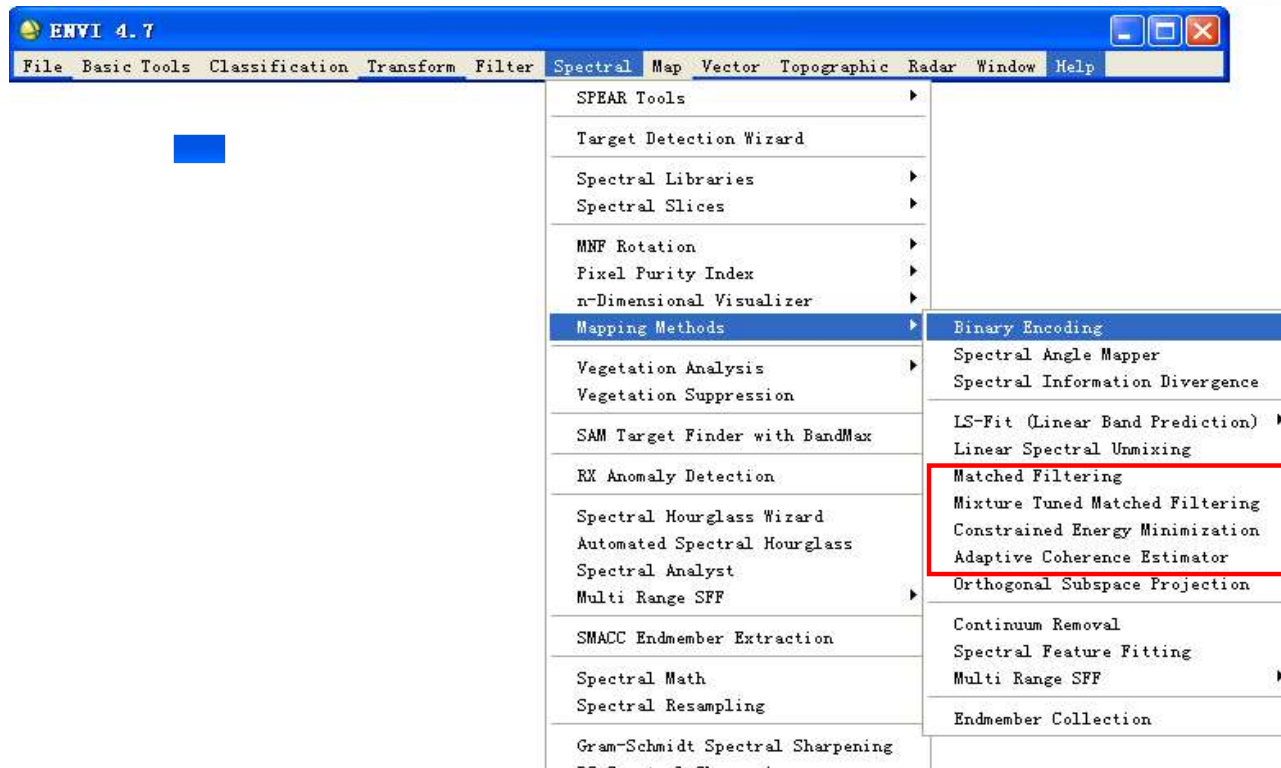 ENVI 4.7
File Basic Tools Classification Transform Filter Spectral Map Vector Topographic Radar Window Help
SPEAR Tools
Target Detection Wizard
Spectral Libraries
Spectral Slices
MNF Rotation
Pixel Purity Index
n-Dimensional Visualizer
Mapping Methods
Vegetation Analysis
Vegetation Suppression
SAM Target Finder with BandMax
RX Anomaly Detection
Spectral Hourglass Wizard
Automated Spectral Hourglass
Spectral Analyst
Multi Range SFF
SMACC Endmember Extraction
Spectral Math
Spectral Resampling
Gram-Schmidt Spectral Sharpening
Binary Encoding
Spectral Angle Mapper
Spectral Information Divergence
LS-Fit (Linear Band Prediction)
Linear Spectral Unmixing
Matched Filtering
Mixture Tuned Matched Filtering
Constrained Energy Minimization
Adaptive Coherence Estimator
Orthogonal Subspace Projection
Continuum Removal
Spectral Feature Fitting
Multi Range SFF
Endmember Collection